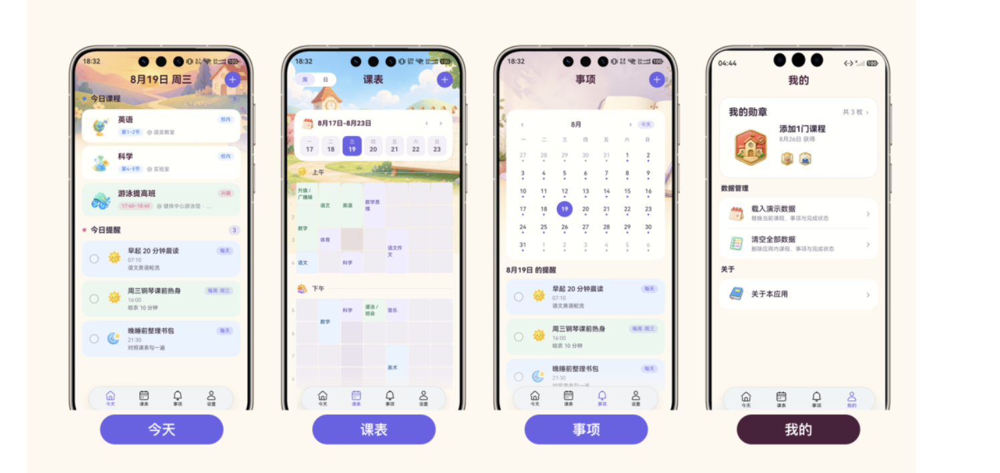 18:32
8月19日 周三
今日课程
3
英语
校内
第1-2节 @ 语言教室
科学
校内
第4-5节 @ 实验室
游泳提高班
兴趣
17:40-18:40 @ 健体中心游泳馆 · ...
今日提醒
3
早起 20 分钟晨读
每天
07:10
语文英语轮流
周三钢琴课前热身
每周 周三
16:00
哈农 10 分钟
晚睡前整理书包
每天
21:30
对照课表勾一遍
今天 课表 事项 设置
今天
18:32
周 日
课表
8月17日-8月23日
一 二 三 四 五 六 日
17 18 19 20 21 22 23
上午
升旗 /
广播操
语文 英语
数学思
维
2
数学
3
体育
语文作
文
4
语文
科学
下午
5
科学
道法 /
班会
音乐
数学
6
7
美术
8
今天 课表 事项 设置
课表
18:32
事项
8月
今天
一 二 三 四 五 六 日
27 28 29 30 31 1 2
3 4 5 6 7 8 9
10 11 12 13 14 15 16
17 18 19 20 21 22 23
24 25 26 27 28 29 30
31 1 2 3 4 5 6
8月19日 的提醒
早起 20 分钟晨读
每天
07:10
语文英语轮流
周三钢琴课前热身
每周 周三
16:00
哈农 10 分钟
晚睡前整理书包
每天
21:30
今天 课表 事项 设置
事项
04:44
100
我的
我的勋章
共 3 枚
添加1门课程
8月26日 获得
数据管理
载入演示数据
替换当前课程、事项与完成状态
清空全部数据
删除应用内课程、事项与完成状态
关于
关于本应用
今天 课表 事项 我的
我的